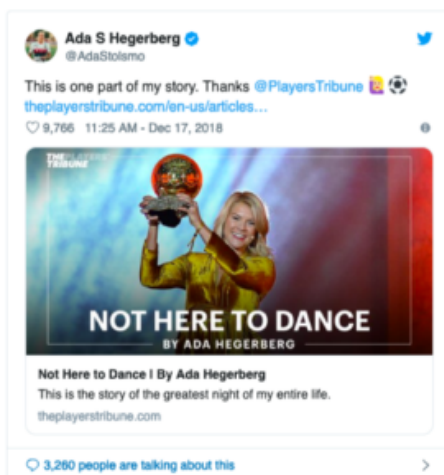 Ada S Hegerberg
@AdaStolsmo
This is one part of my story. Thanks @PlayersTribune
theplayerstribune.com/en-us/articles…
9,766 11:25 AM - Dec 17, 2018
THE PLAYERS'
TRIBUNE
NOT HERE TO DANCE
BY ADA HEGERBERG
Not Here to Dance | By Ada Hegerberg
This is the story of the greatest night of my entire life.
theplayerstribune.com
3,260 people are talking about this